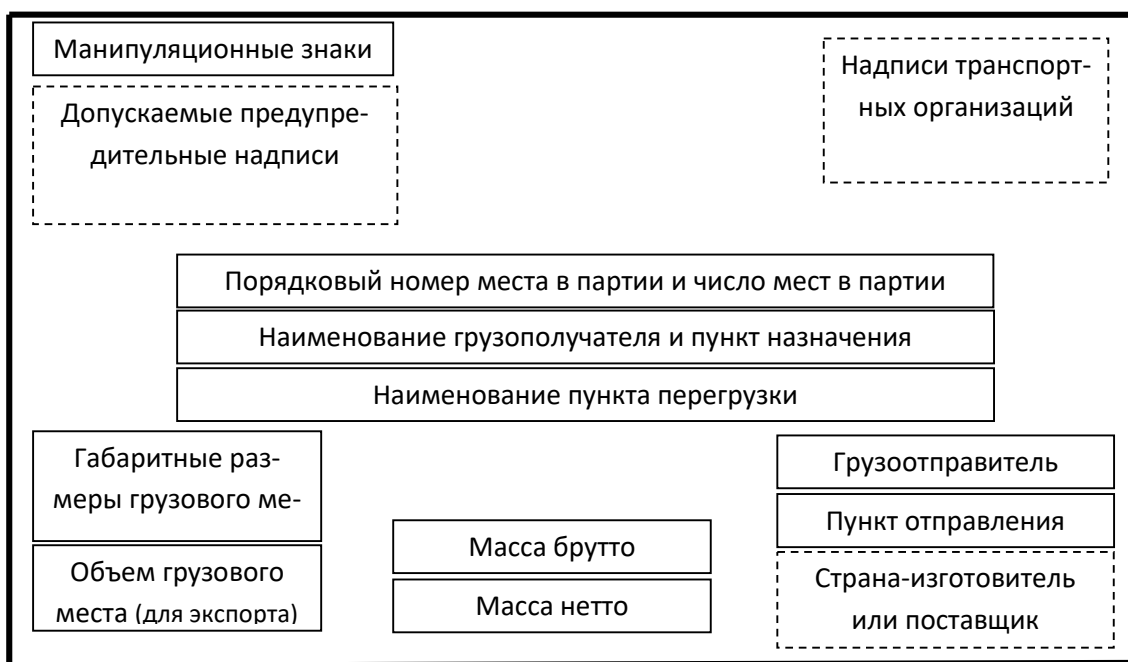 Манипуляционные знаки
Допускаемые предупре-
дительные надписи
Надписи транспорт-
ных организаций
Порядковый номер места в партии и число мест в партии
Наименование грузополучателя и пункт назначения
Наименование пункта перегрузки
Габаритные раз-
меры грузового ме-
Объем грузового
места (для экспорта)
Масса брутто
Масса нетто
Грузоотправитель
Пункт отправления
Страна-изготовитель
или поставщик